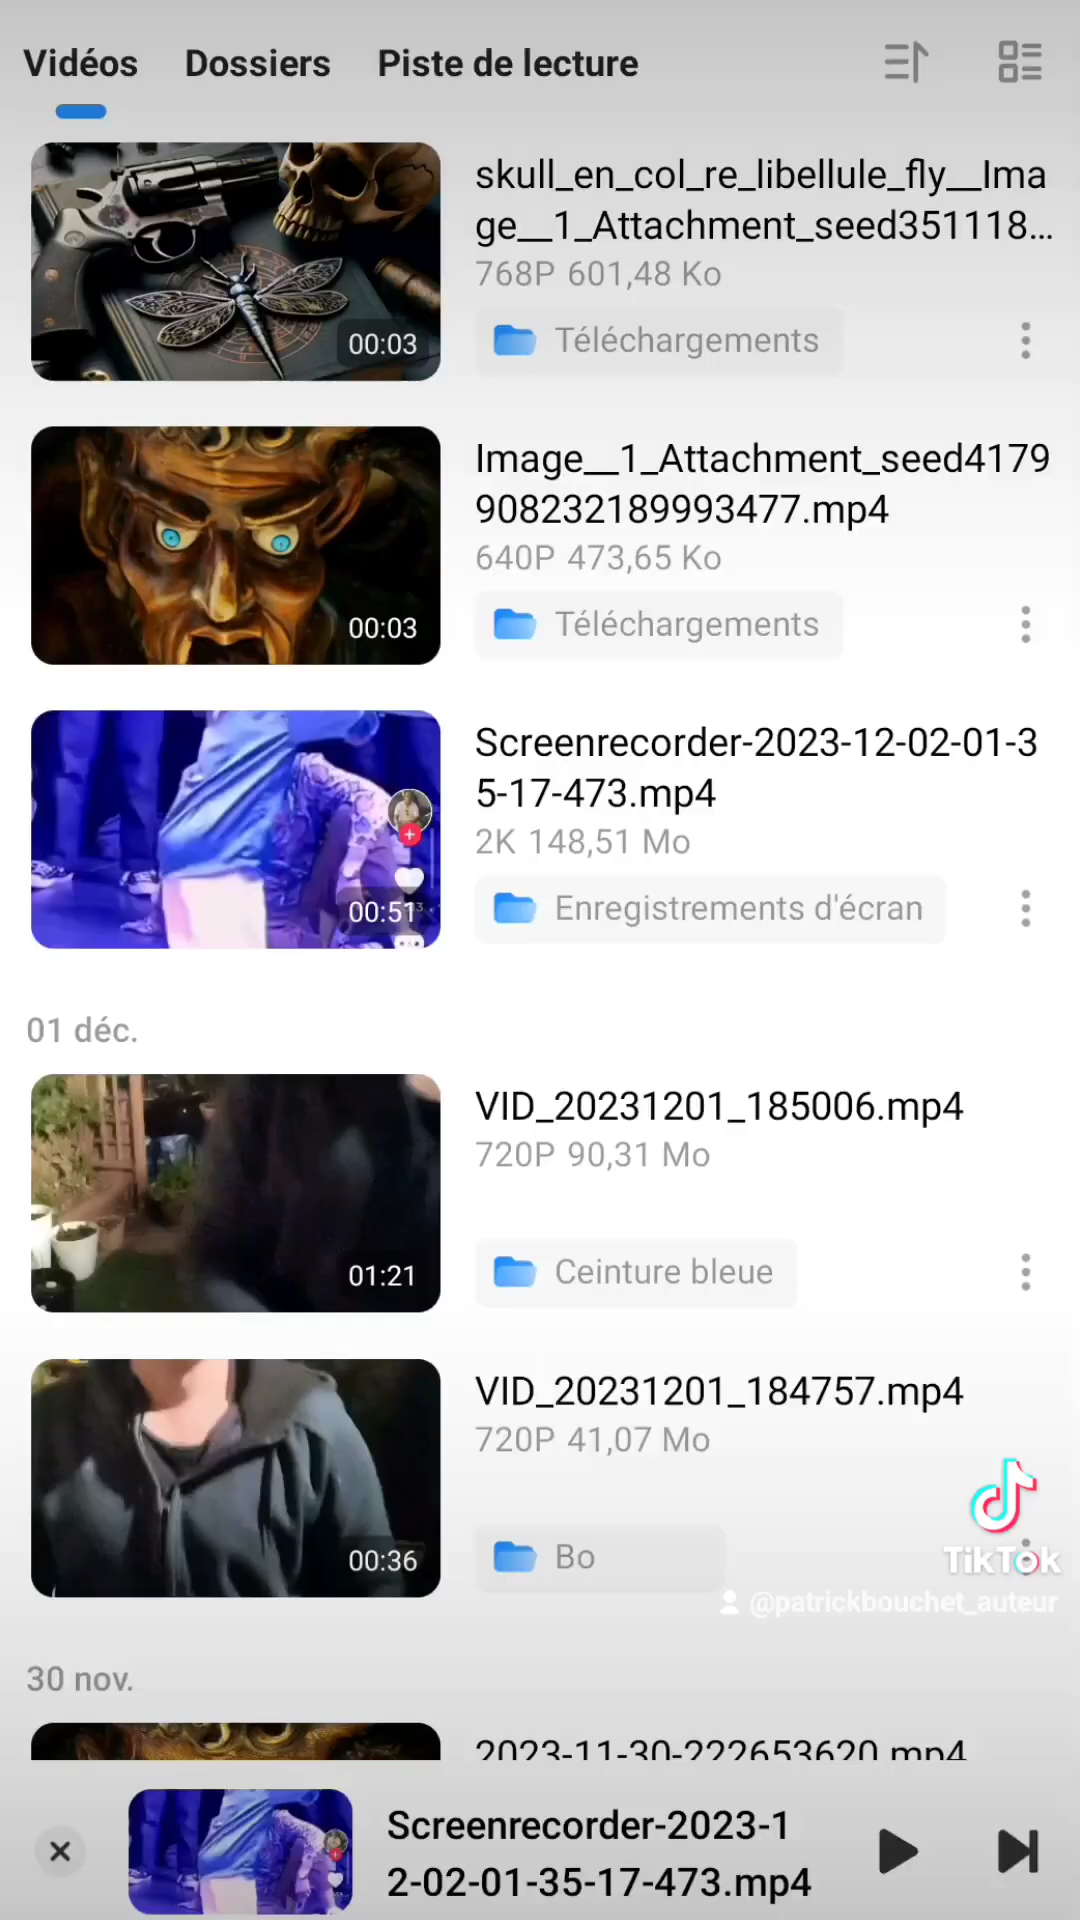 Vidéos Dossiers Piste de lecture
skull_en_col_re_libellule_fly__Ima
ge__1_Attachment_seed351118...
768P 601,48 Ko
00:03
Téléchargements
Image__1_Attachment_seed4179
908232189993477.mp4
640P 473,65 Ko
00:03
Téléchargements
Screenrecorder-2023-12-02-01-3
5-17-473.mp4
2K 148,51 Mo
00:51
Enregistrements d'écran
01 déc.
VID_20231201_185006.mp4
720P 90,31 Mo
01:21
Ceinture bleue
VID_20231201_184757.mp4
720P 41,07 Mo
00:36
Bo
TikTok
@patrickbouchet_auteur
30 nov.
2023-11-30-222653620.mp4
Screenrecorder-2023-1
2-02-01-35-17-473.mp4